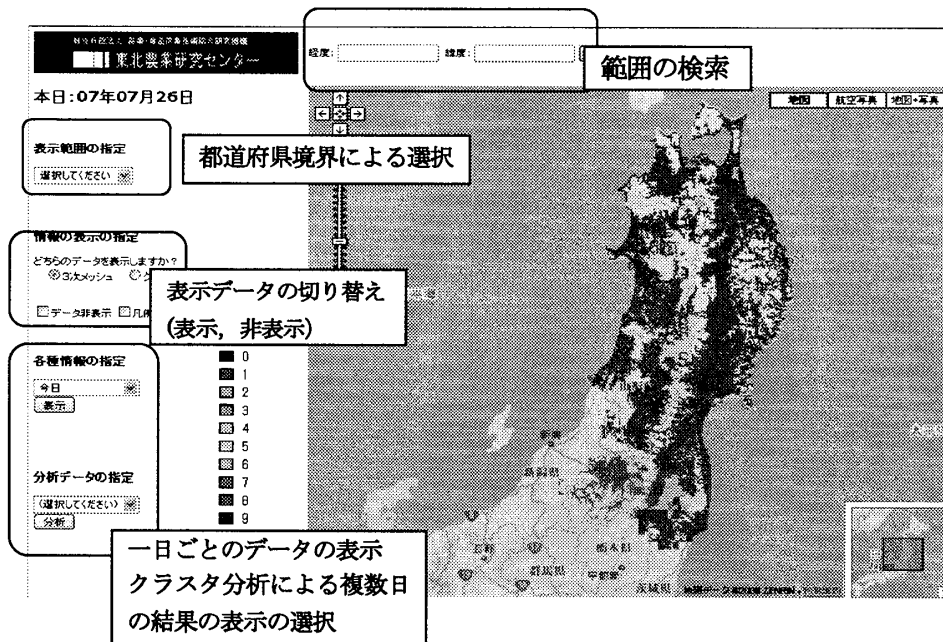 東北農業研究センター
経度:
緯度:
範囲の検索
本日:07年07月26日
地図
航空写真
地図+写真
表示範囲の指定
選択してください
都道府県境界による選択
情報の表示の指定
どちらのデータを表示しますか?
3次メッシュ
データ非表示
表示データの切り替え
(表示, 非表示)
各種情報の指定
今日
表示
0
1
2
3
4
5
6
7
8
9
分析データの指定
(選択してください)
分析
一日ごとのデータの表示
クラスタ分析による複数日
の結果の表示の選択
新潟県
栃木県
群馬県
宇都宮
茨城県